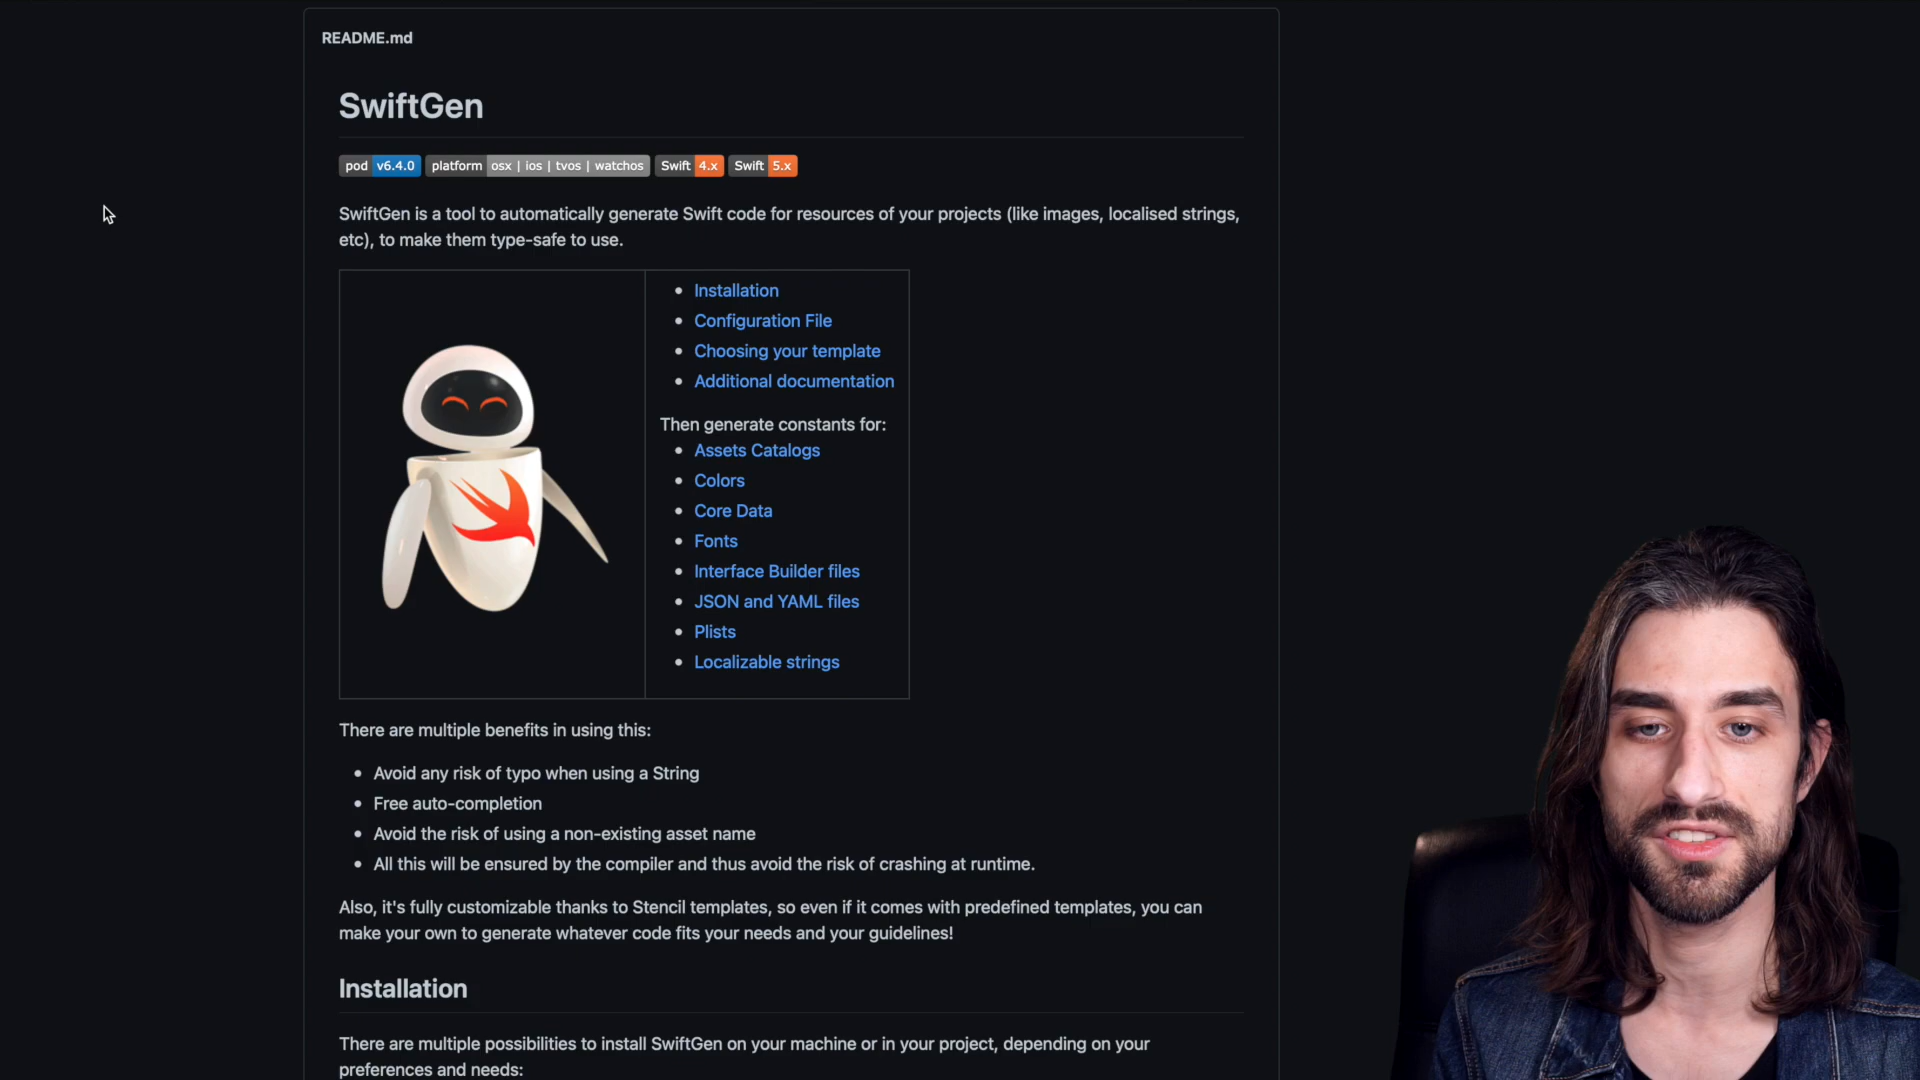 README.md
SwiftGen
pod v6.4.0 platform osx | ios | tvos | watchos Swift 4.x Swift 5.x
SwiftGen is a tool to automatically generate Swift code for resources of your projects (like images, localised strings,
etc), to make them type-safe to use.
Installation
Configuration File
Choosing your template
Additional documentation
Then generate constants for:
Assets Catalogs
Colors
Core Data
Fonts
Interface Builder files
JSON and YAML files
Plists
Localizable strings
There are multiple benefits in using this:
Avoid any risk of typo when using a String
Free auto-completion
Avoid the risk of using a non-existing asset name
All this will be ensured by the compiler and thus avoid the risk of crashing at runtime.
Also, it's fully customizable thanks to Stencil templates, so even if it comes with predefined templates, you can
make your own to generate whatever code fits your needs and your guidelines!
Installation
There are multiple possibilities to install SwiftGen on your machine or in your project, depending on your
preferences and needs: